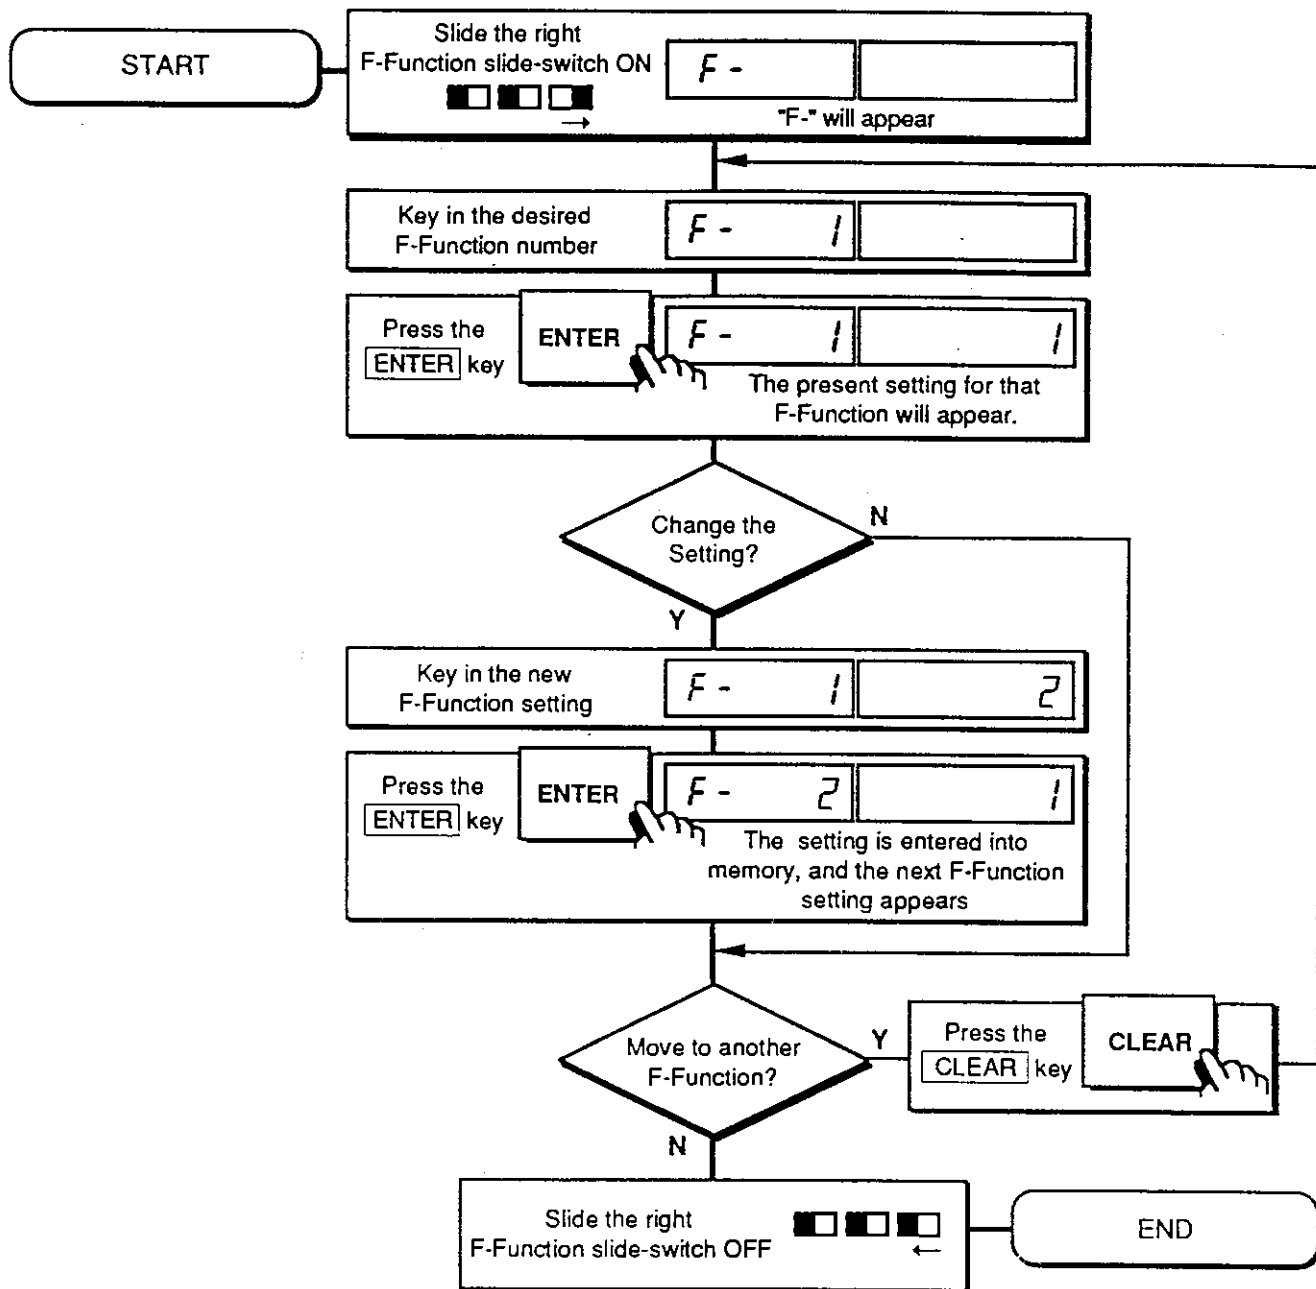 START
Slide the right
F-Function slide-switch ON
F -
"F-" will appear
Key in the desired
F-Function number
F - 1
Press the
ENTER key
ENTER
F - 1 1
The present setting for that
F-Function will appear.
Change the
Setting?
N
Y
Key in the new
F-Function setting
F - 1 2
Press the
ENTER key
ENTER
F - 2 1
The setting is entered into
memory, and the next F-Function
setting appears
Move to another
F-Function?
Y
N
Press the
CLEAR key
CLEAR
Slide the right
F-Function slide-switch OFF
END